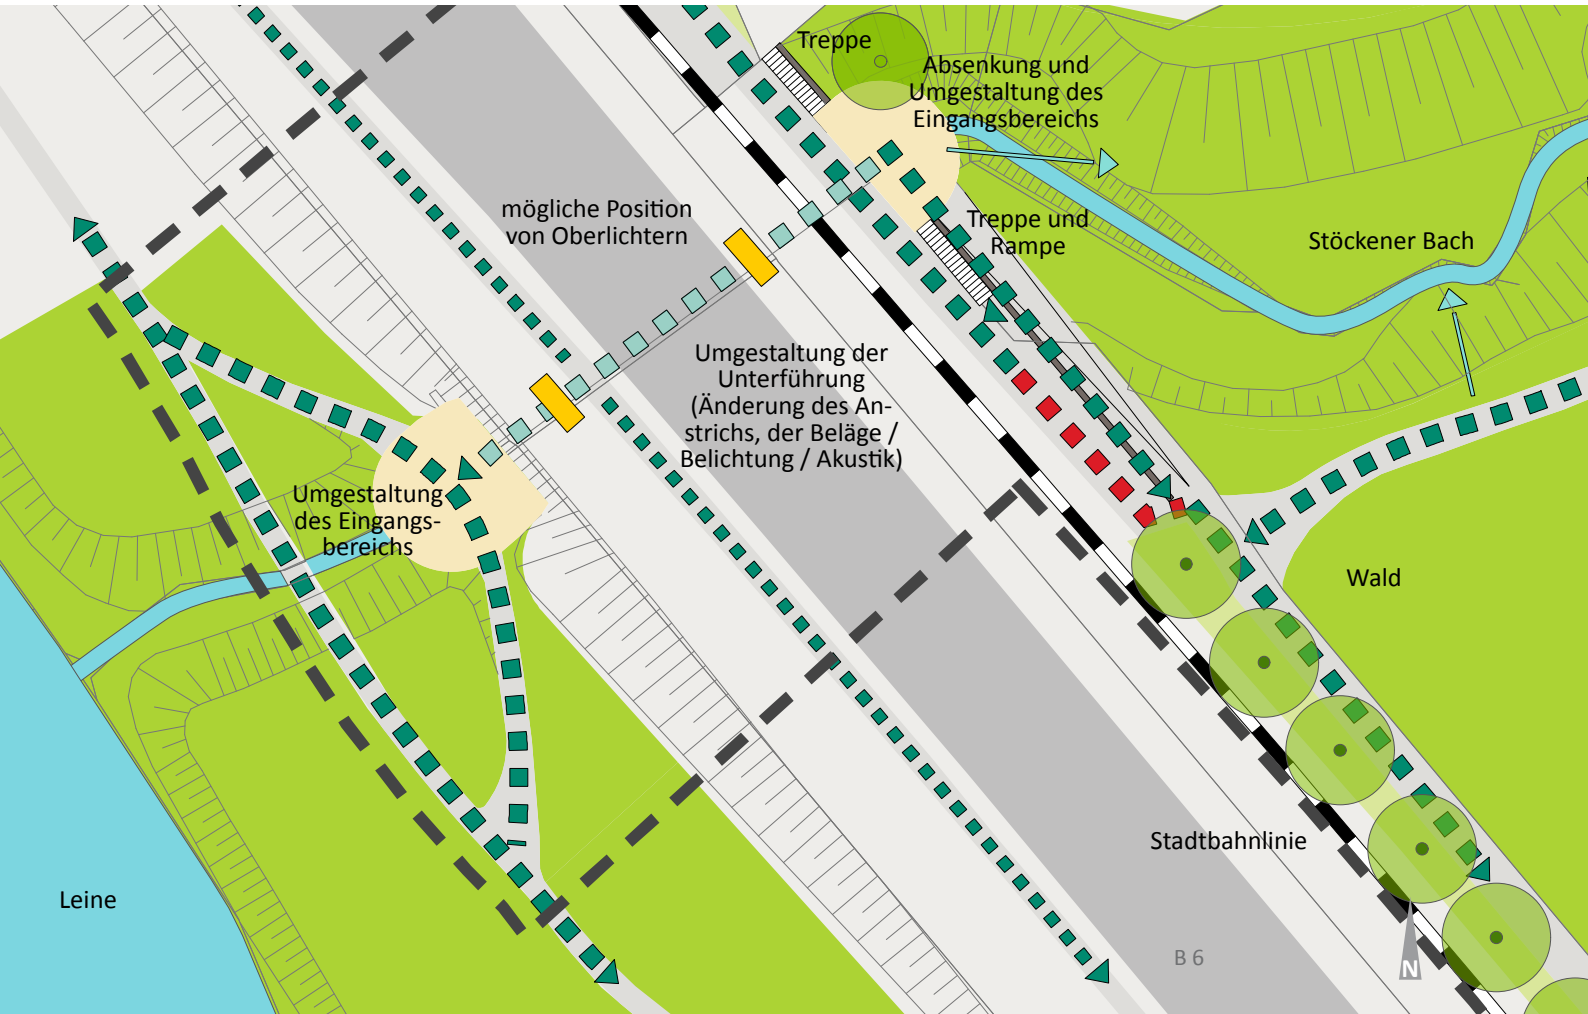 Treppe
Absenkung und
Umgestaltung des
Eingangsbereichs
mögliche Position
von Oberlichtern
Treppe und
Rampe
Stöckener Bach
Umgestaltung der
Unterführung
(Änderung des An-
strichs, der Beläge /
Belichtung / Akustik)
Umgestaltung
des Eingangs-
bereichs
Wald
Stadtbahnlinie
Leine
B 6
N